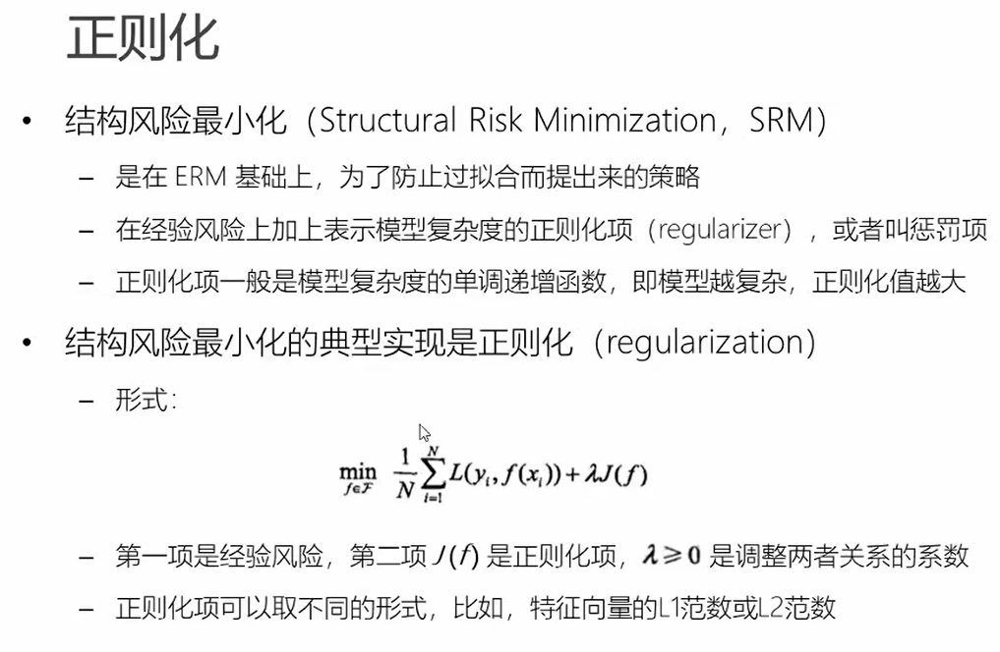 正则化
• 结构风险最小化（Structural Risk Minimization，SRM）
– 是在 ERM 基础上，为了防止过拟合而提出来的策略
– 在经验风险上加上表示模型复杂度的正则化项（regularizer），或者叫惩罚项
– 正则化项一般是模型复杂度的单调递增函数，即模型越复杂，正则化值越大
• 结构风险最小化的典型实现是正则化（regularization）
– 形式：
min_{f∈𝓕} \frac{1}{N} \sum_{i=1}^{N} L(y_i, f(x_i)) + λJ(f)
– 第一项是经验风险，第二项 J(f) 是正则化项，λ⩾0 是调整两者关系的系数
– 正则化项可以取不同的形式，比如，特征向量的L1范数或L2范数